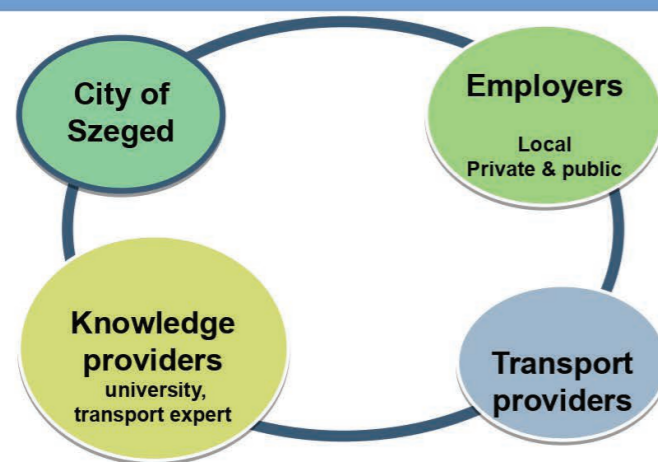 City of
Szeged
Employers
Local
Private & public
Knowledge
providers
university,
transport expert
Transport
providers